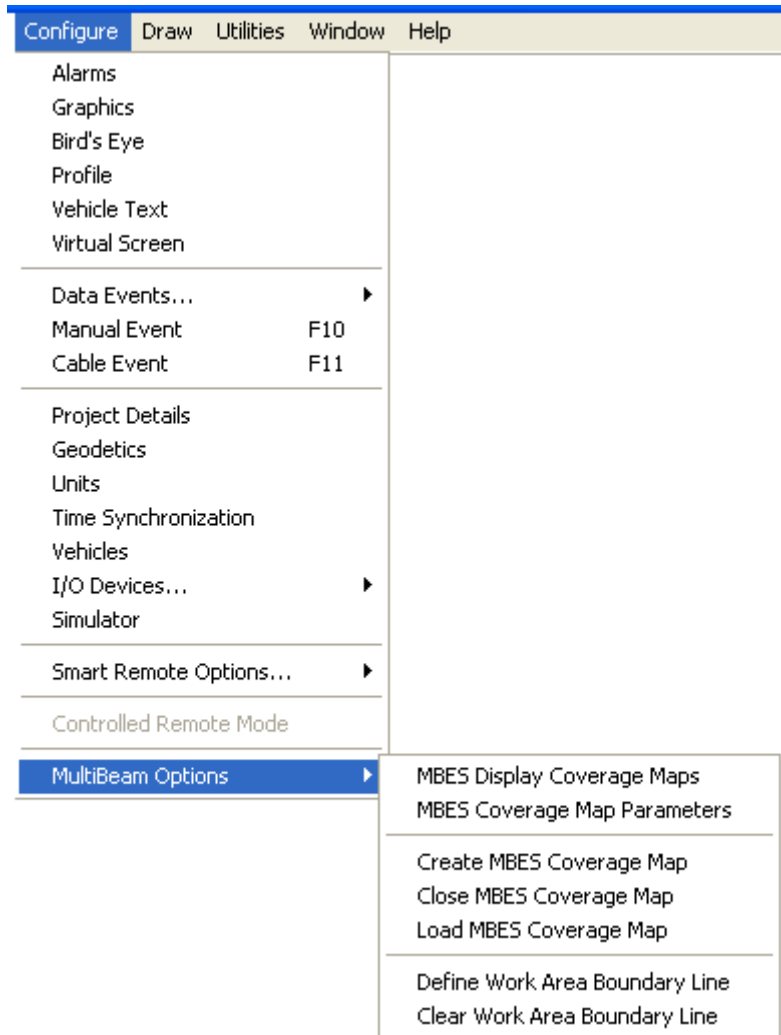 Configure Draw Utilities Window Help
Alarms
Graphics
Bird's Eye
Profile
Vehicle Text
Virtual Screen
Data Events...
Manual Event F10
Cable Event F11
Project Details
Geodetics
Units
Time Synchronization
Vehicles
I/O Devices...
Simulator
Smart Remote Options...
Controlled Remote Mode
MultiBeam Options
MBES Display Coverage Maps
MBES Coverage Map Parameters
Create MBES Coverage Map
Close MBES Coverage Map
Load MBES Coverage Map
Define Work Area Boundary Line
Clear Work Area Boundary Line